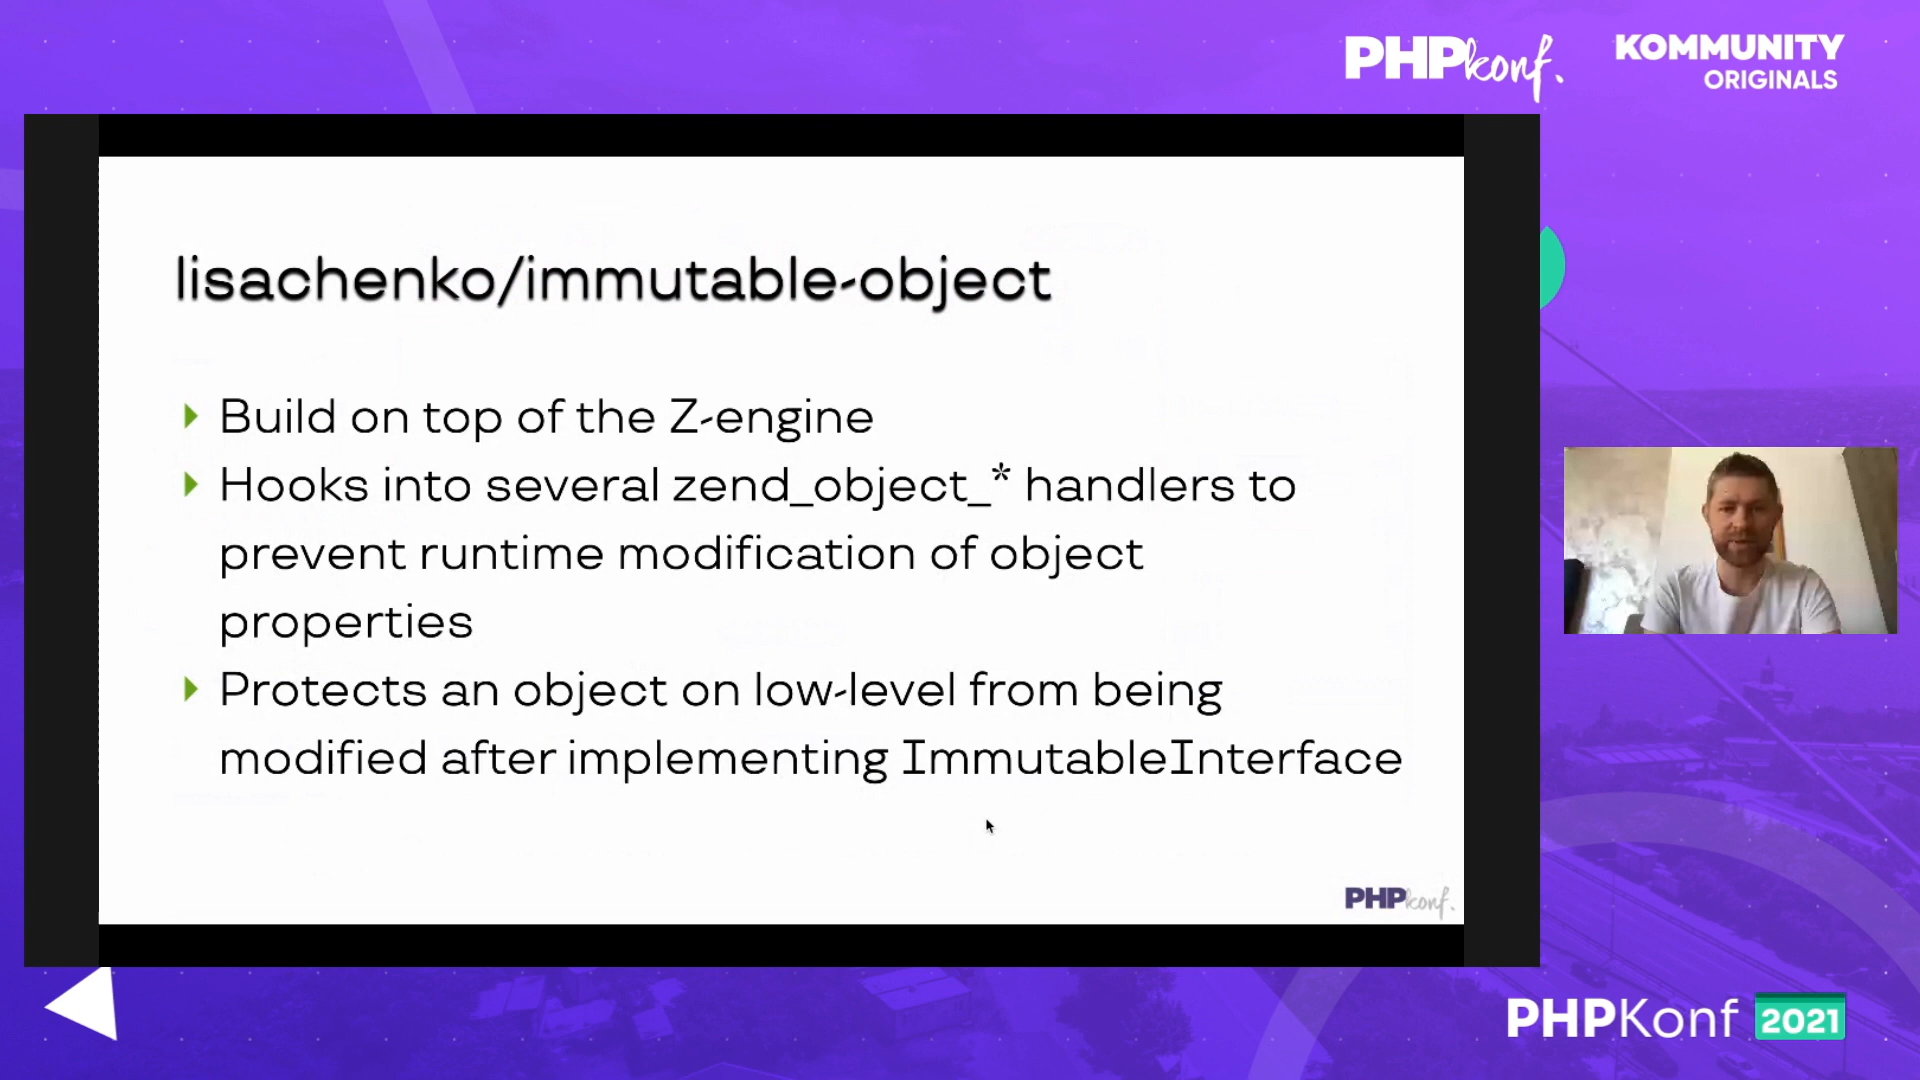 PHPkonf.
KOMMUNITY
ORIGINALS
lisachenko/immutable-object
Build on top of the Z-engine
Hooks into several zend_object_* handlers to
prevent runtime modification of object
properties
Protects an object on low-level from being
modified after implementing ImmutableInterface
PHPkonf.
PHPKonf 2021